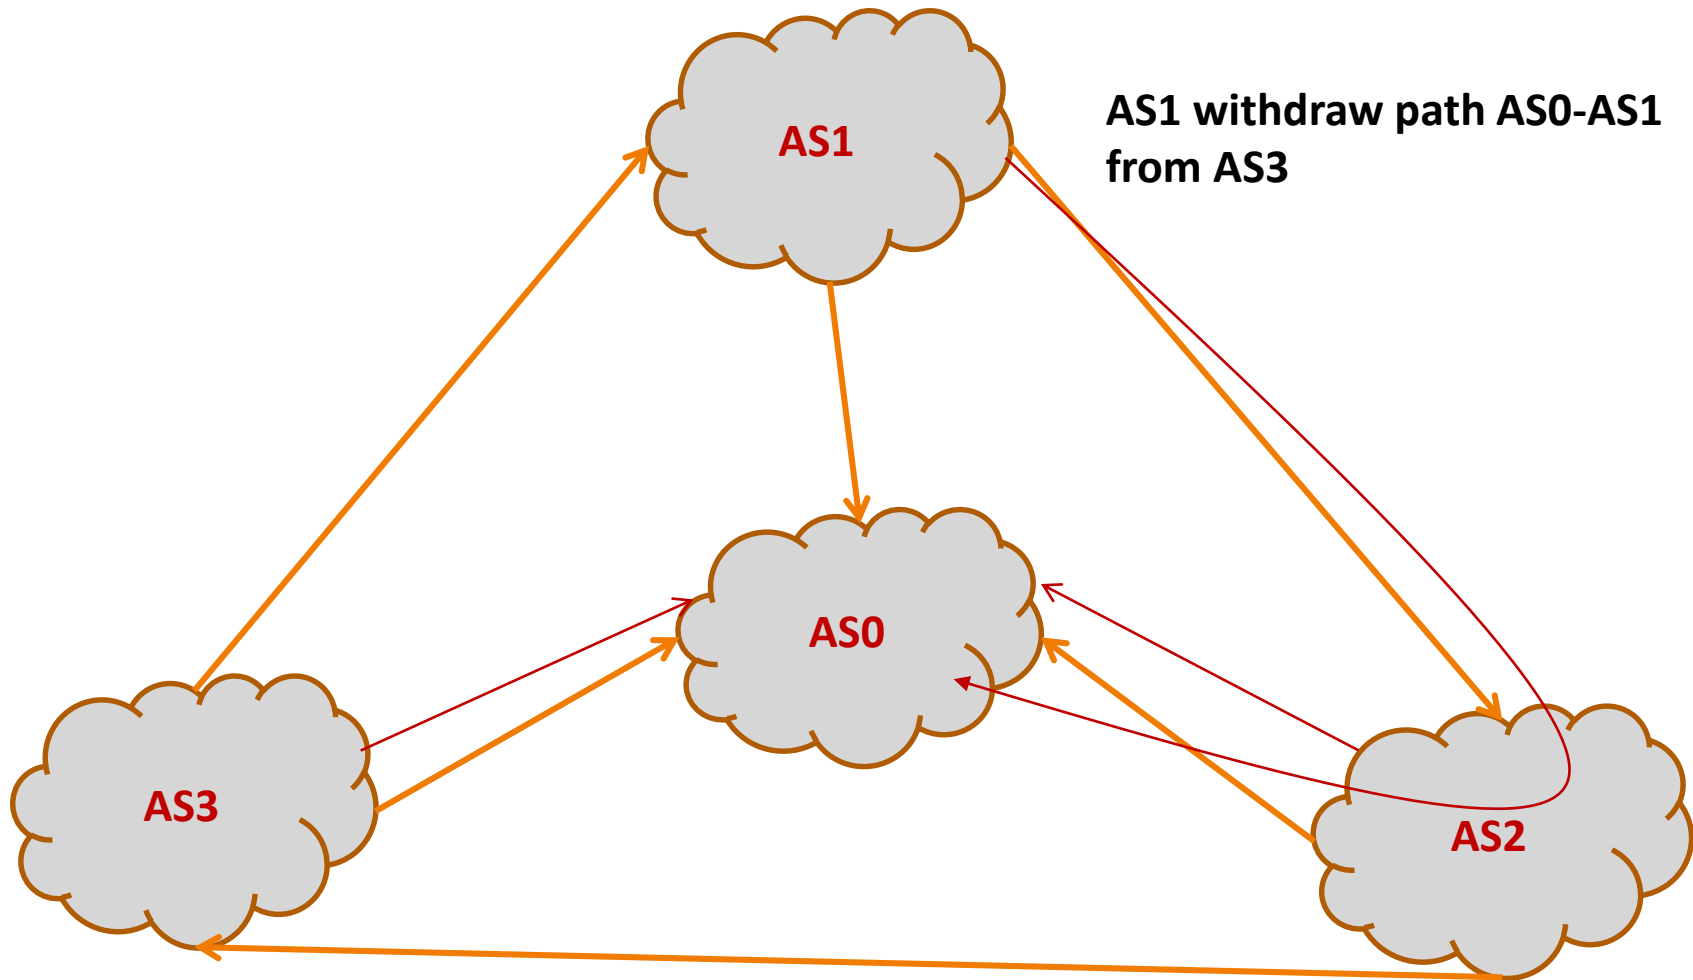 AS1 withdraw path AS0-AS1
from AS3
AS1
AS0
AS3
AS2